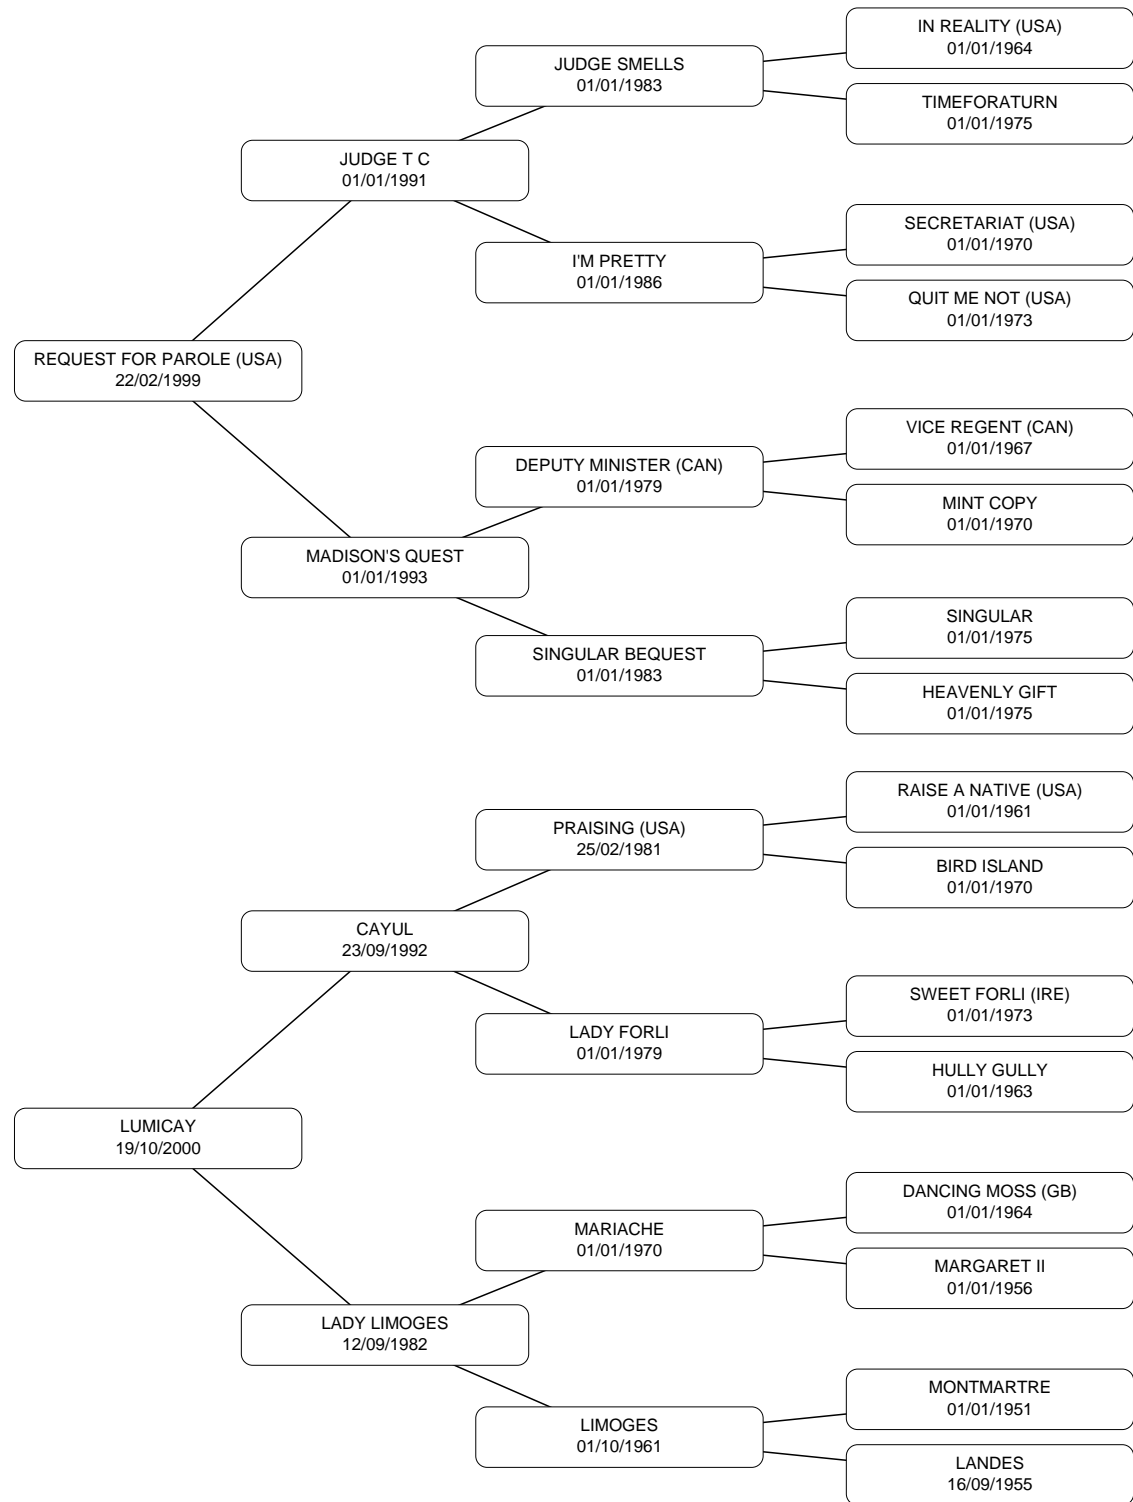 IN REALITY (USA)
01/01/1964
JUDGE SMELLS
01/01/1983
TIMEFORATURN
01/01/1975
JUDGE T C
01/01/1991
SECRETARIAT (USA)
01/01/1970
I'M PRETTY
01/01/1986
QUIT ME NOT (USA)
01/01/1973
REQUEST FOR PAROLE (USA)
22/02/1999
VICE REGENT (CAN)
01/01/1967
DEPUTY MINISTER (CAN)
01/01/1979
MINT COPY
01/01/1970
MADISON'S QUEST
01/01/1993
SINGULAR
01/01/1975
SINGULAR BEQUEST
01/01/1983
HEAVENLY GIFT
01/01/1975
RAISE A NATIVE (USA)
01/01/1961
PRAISING (USA)
25/02/1981
BIRD ISLAND
01/01/1970
CAYUL
23/09/1992
SWEET FORLI (IRE)
01/01/1973
LADY FORLI
01/01/1979
HULLY GULLY
01/01/1963
LUMICAY
19/10/2000
DANCING MOSS (GB)
01/01/1964
MARIACHE
01/01/1970
MARGARET II
01/01/1956
LADY LIMOGES
12/09/1982
MONTMARTRE
01/01/1951
LIMOGES
01/10/1961
LANDES
16/09/1955